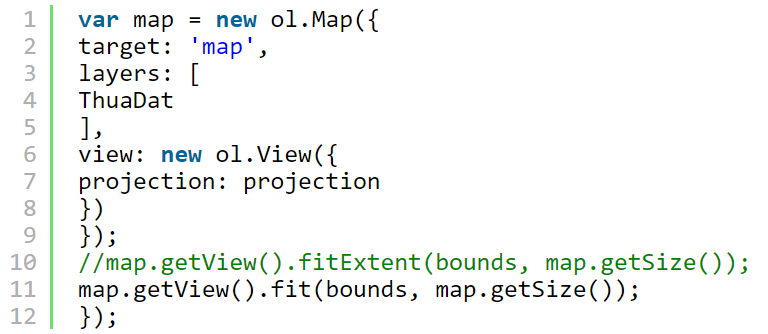 1 var map = new ol.Map({
2 target: 'map',
3 layers: [
4 ThuaDat
5 ],
6 view: new ol.View({
7 projection: projection
8 })
9 });
10 //map.getView().fitExtent(bounds, map.getSize());
11 map.getView().fit(bounds, map.getSize());
12 });